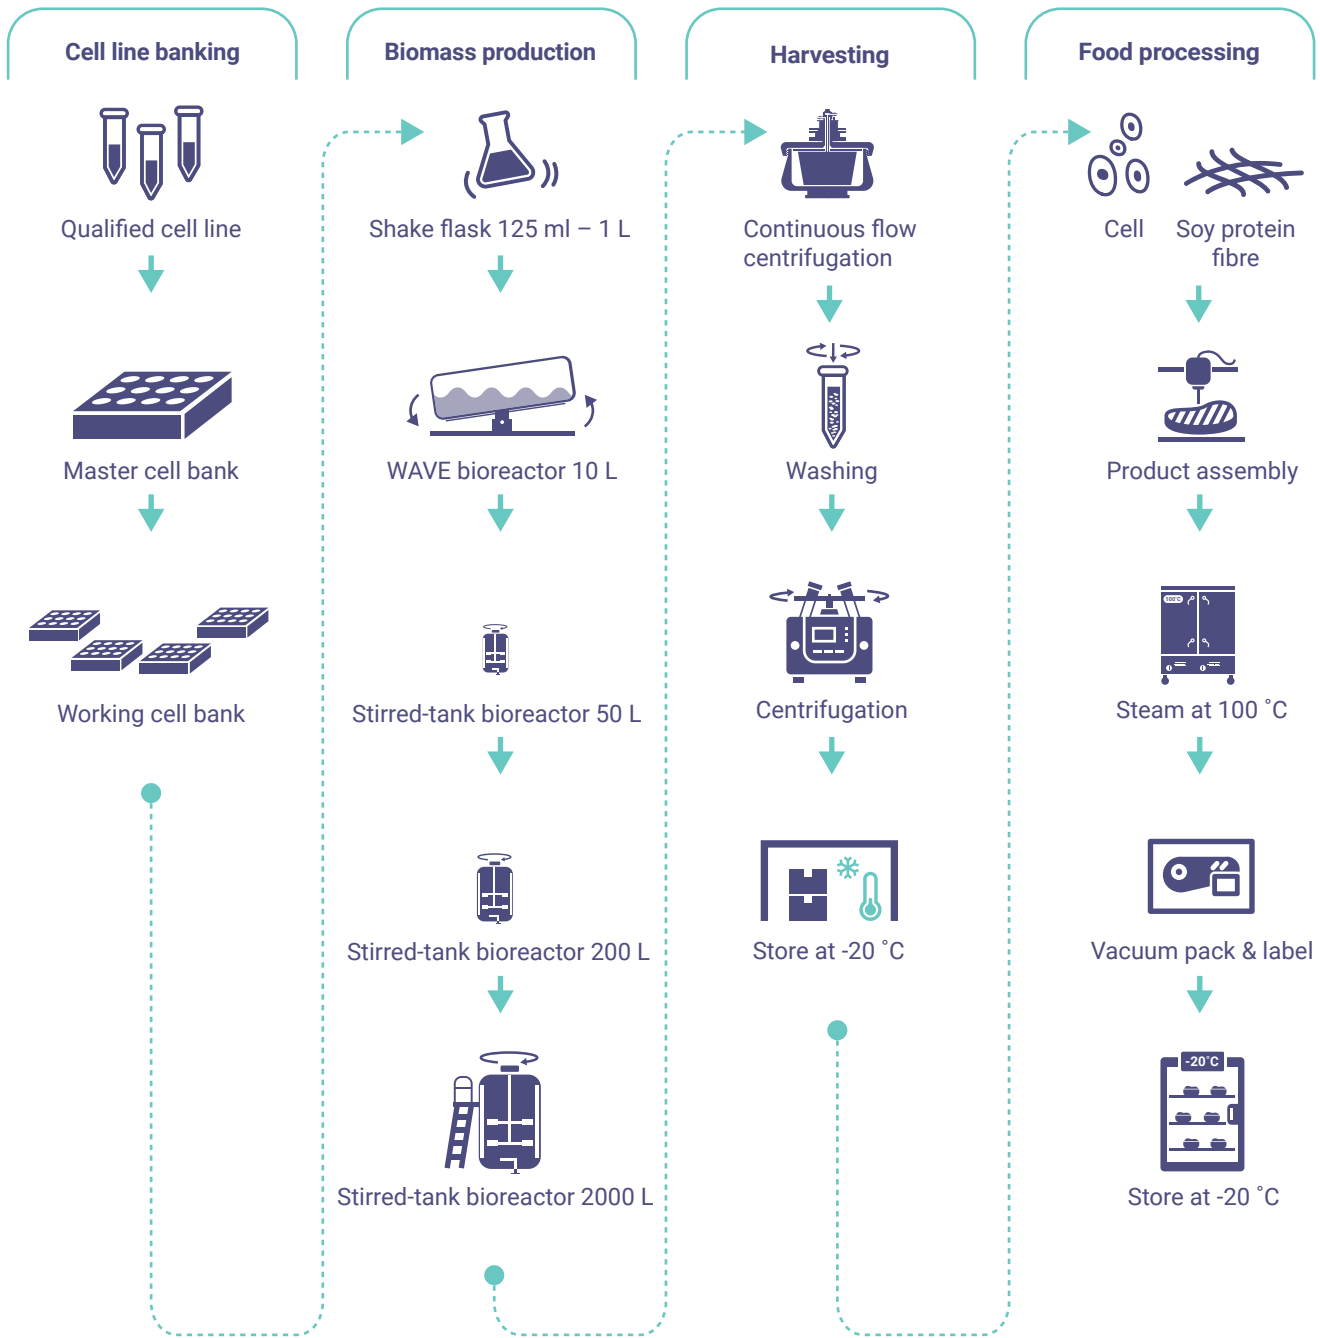 Cell line banking
Qualified cell line
Master cell bank
Working cell bank
Biomass production
Shake flask 125 ml – 1 L
WAVE bioreactor 10 L
Stirred-tank bioreactor 50 L
Stirred-tank bioreactor 200 L
Stirred-tank bioreactor 2000 L
Harvesting
Continuous flow
centrifugation
Washing
Centrifugation
Store at -20 ˚C
Food processing
Cell
Soy protein
fibre
Product assembly
100˚C
Steam at 100 ˚C
Vacuum pack & label
-20˚C
Store at -20 ˚C